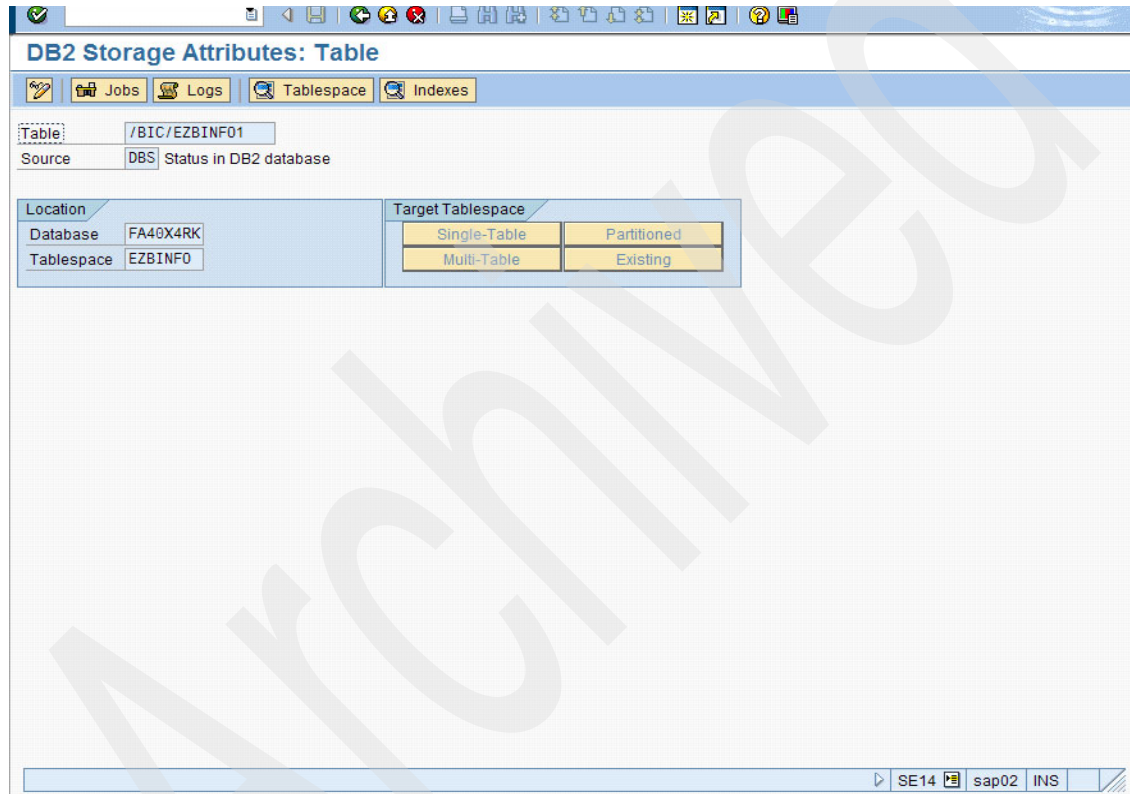 DB2 Storage Attributes: Table
Jobs Logs Tablespace Indexes
Table /BIC/EZBINF01
Source DBS Status in DB2 database
Location
Database FA40X4RK
Tablespace EZBINFO
Target Tablespace
Single-Table Partitioned
Multi-Table Existing
Archived
SE14 sap02 INS